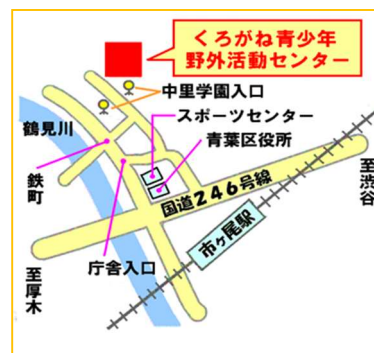 くろがね青少年
野外活動センター
中里学園入口
スポーツセンター
鶴見川
青葉区役所
鉄町
国道246号線
至渋谷
市ヶ尾駅
庁舎入口
至厚木